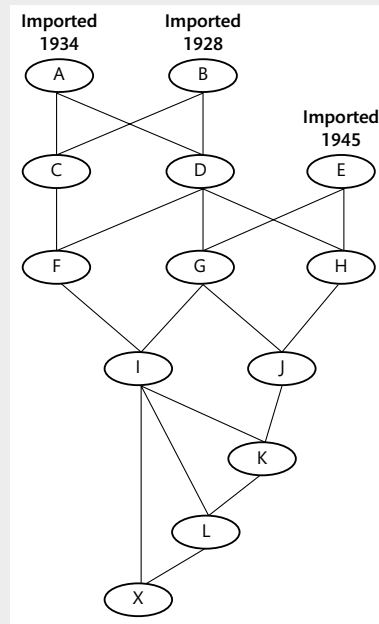 Imported Imported
1934 1928
A B
Imported
1945
C D E
F G H
I J
K
L
X